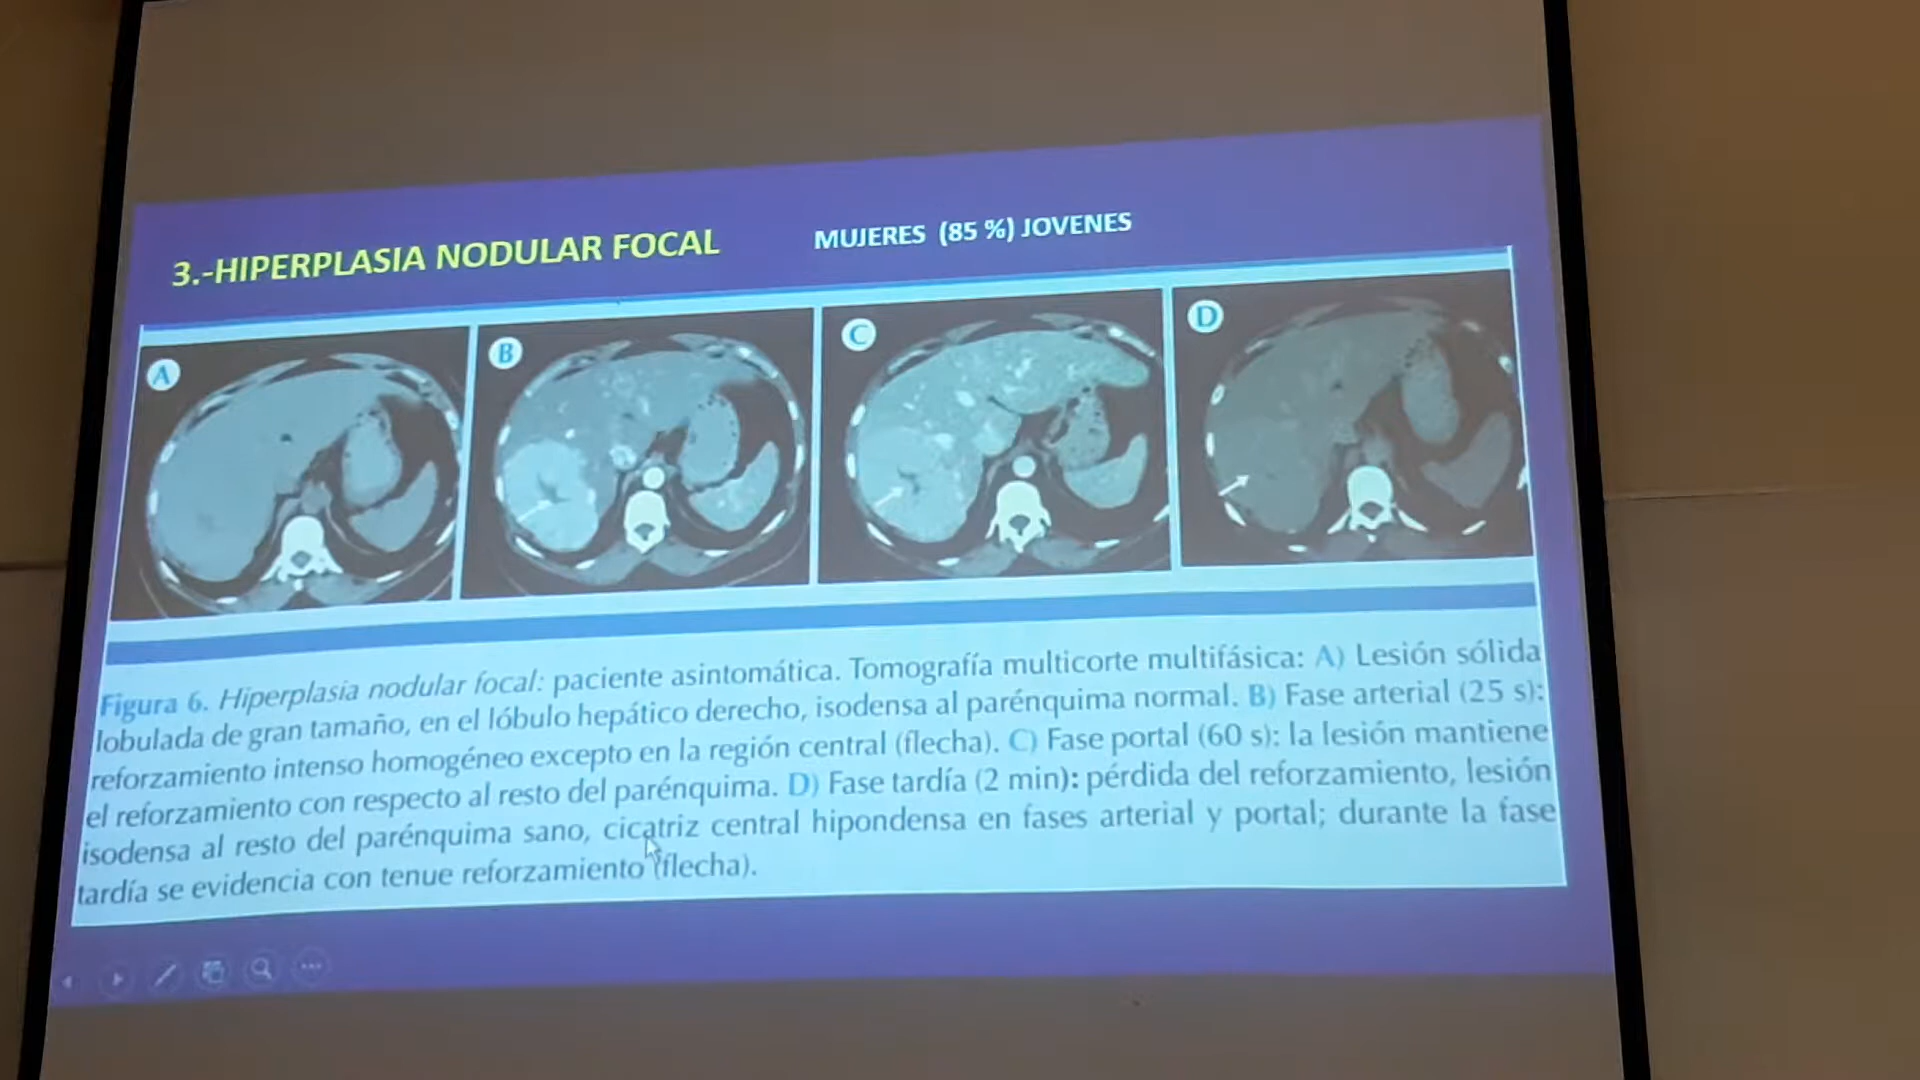 3.-HIPERPLASIA NODULAR FOCAL
MUJERES (85 %) JOVENES
A
B
C
D
Figura 6. Hiperplasia nodular focal: paciente asintomática. Tomografía multicorte multifásica: A) Lesión sólida
lobulada de gran tamaño, en el lóbulo hepático derecho, isodensa al parénquima normal. B) Fase arterial (25 s):
reforzamiento intenso homogéneo excepto en la región central (flecha). C) Fase portal (60 s): la lesión mantiene
el reforzamiento con respecto al resto del parénquima. D) Fase tardía (2 min): pérdida del reforzamiento, lesión
isodensa al resto del parénquima sano, cicatriz central hipondensa en fases arterial y portal; durante la fase
tardía se evidencia con tenue reforzamiento (flecha).